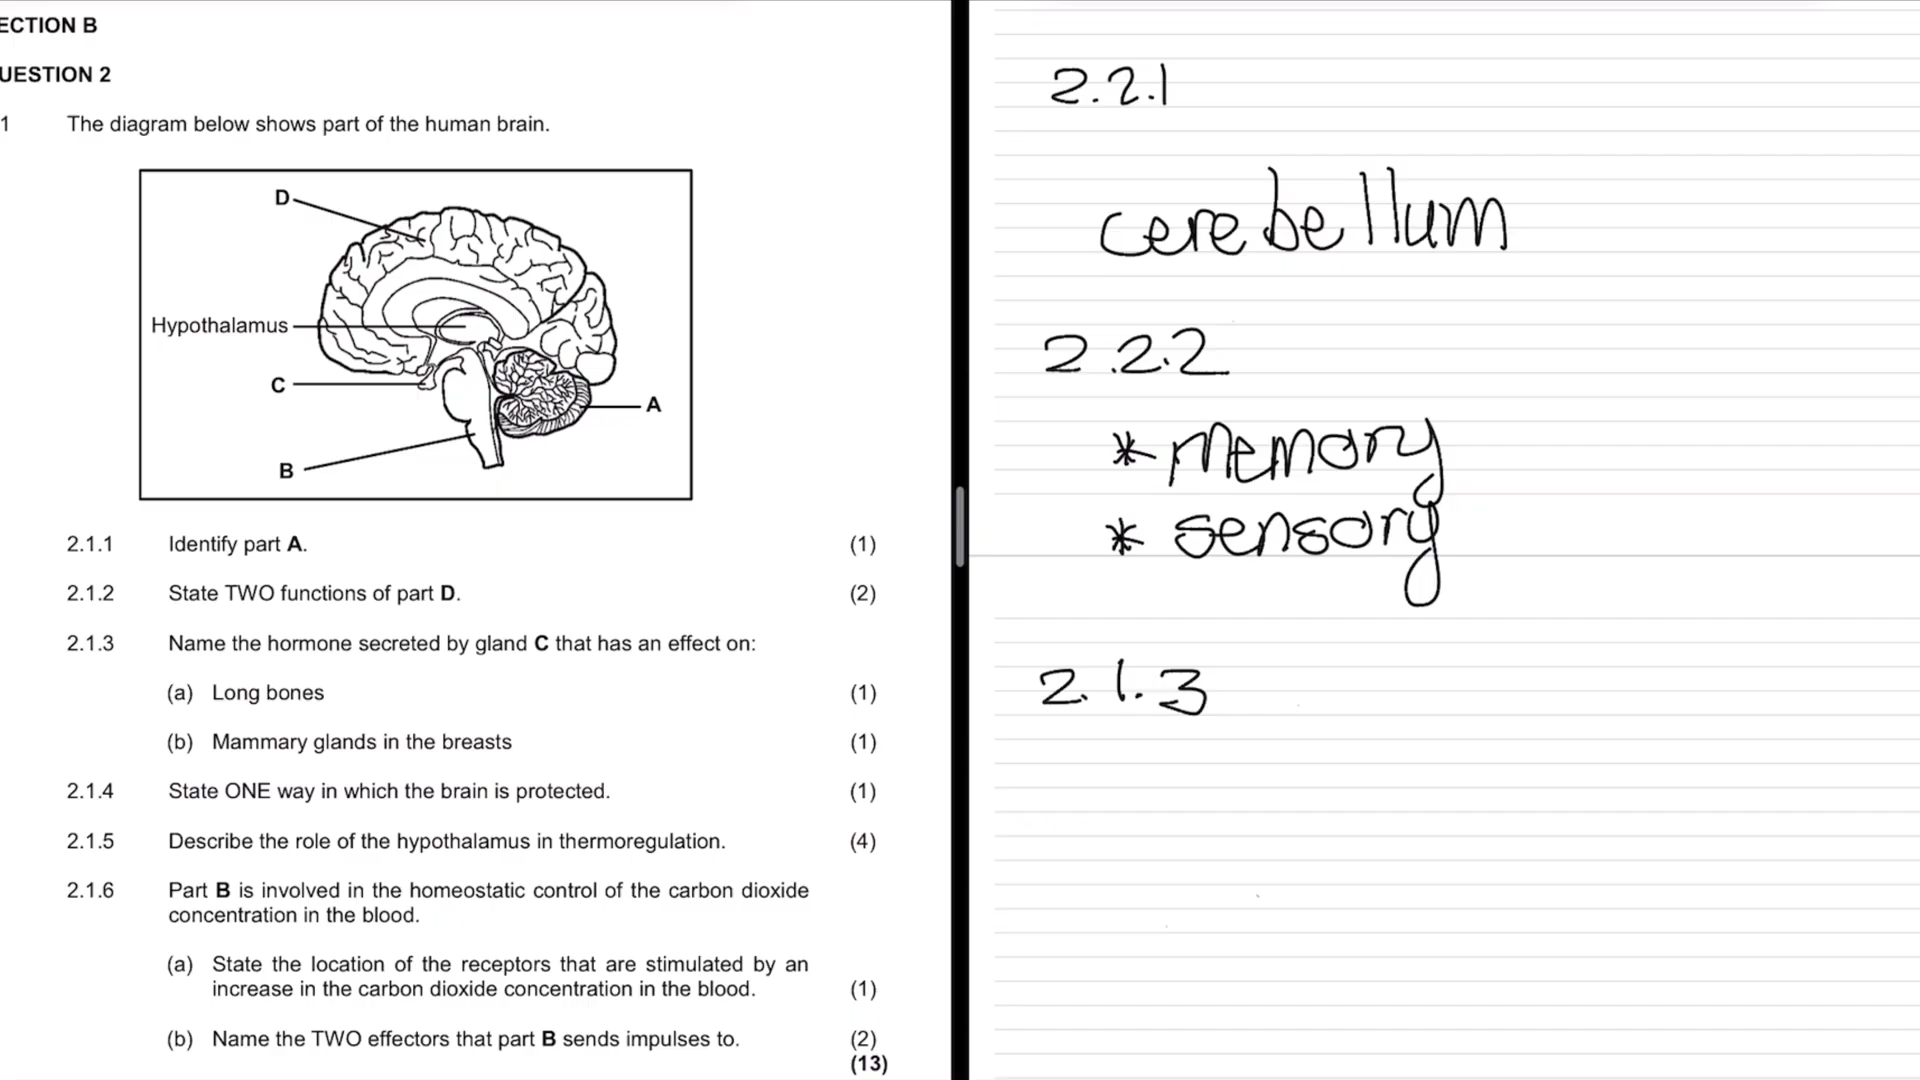 ECTION B
UESTION 2
1 The diagram below shows part of the human brain.
D
Hypothalamus
C
A
B
2.1.1 Identify part A. (1)
2.1.2 State TWO functions of part D. (2)
2.1.3 Name the hormone secreted by gland C that has an effect on:
(a) Long bones (1)
(b) Mammary glands in the breasts (1)
2.1.4 State ONE way in which the brain is protected. (1)
2.1.5 Describe the role of the hypothalamus in thermoregulation. (4)
2.1.6 Part B is involved in the homeostatic control of the carbon dioxide
concentration in the blood.
(a) State the location of the receptors that are stimulated by an
increase in the carbon dioxide concentration in the blood. (1)
(b) Name the TWO effectors that part B sends impulses to. (2)
(13)
2.2.1
cerebellum
2.2.2
* memory
* sensory
2.1.3